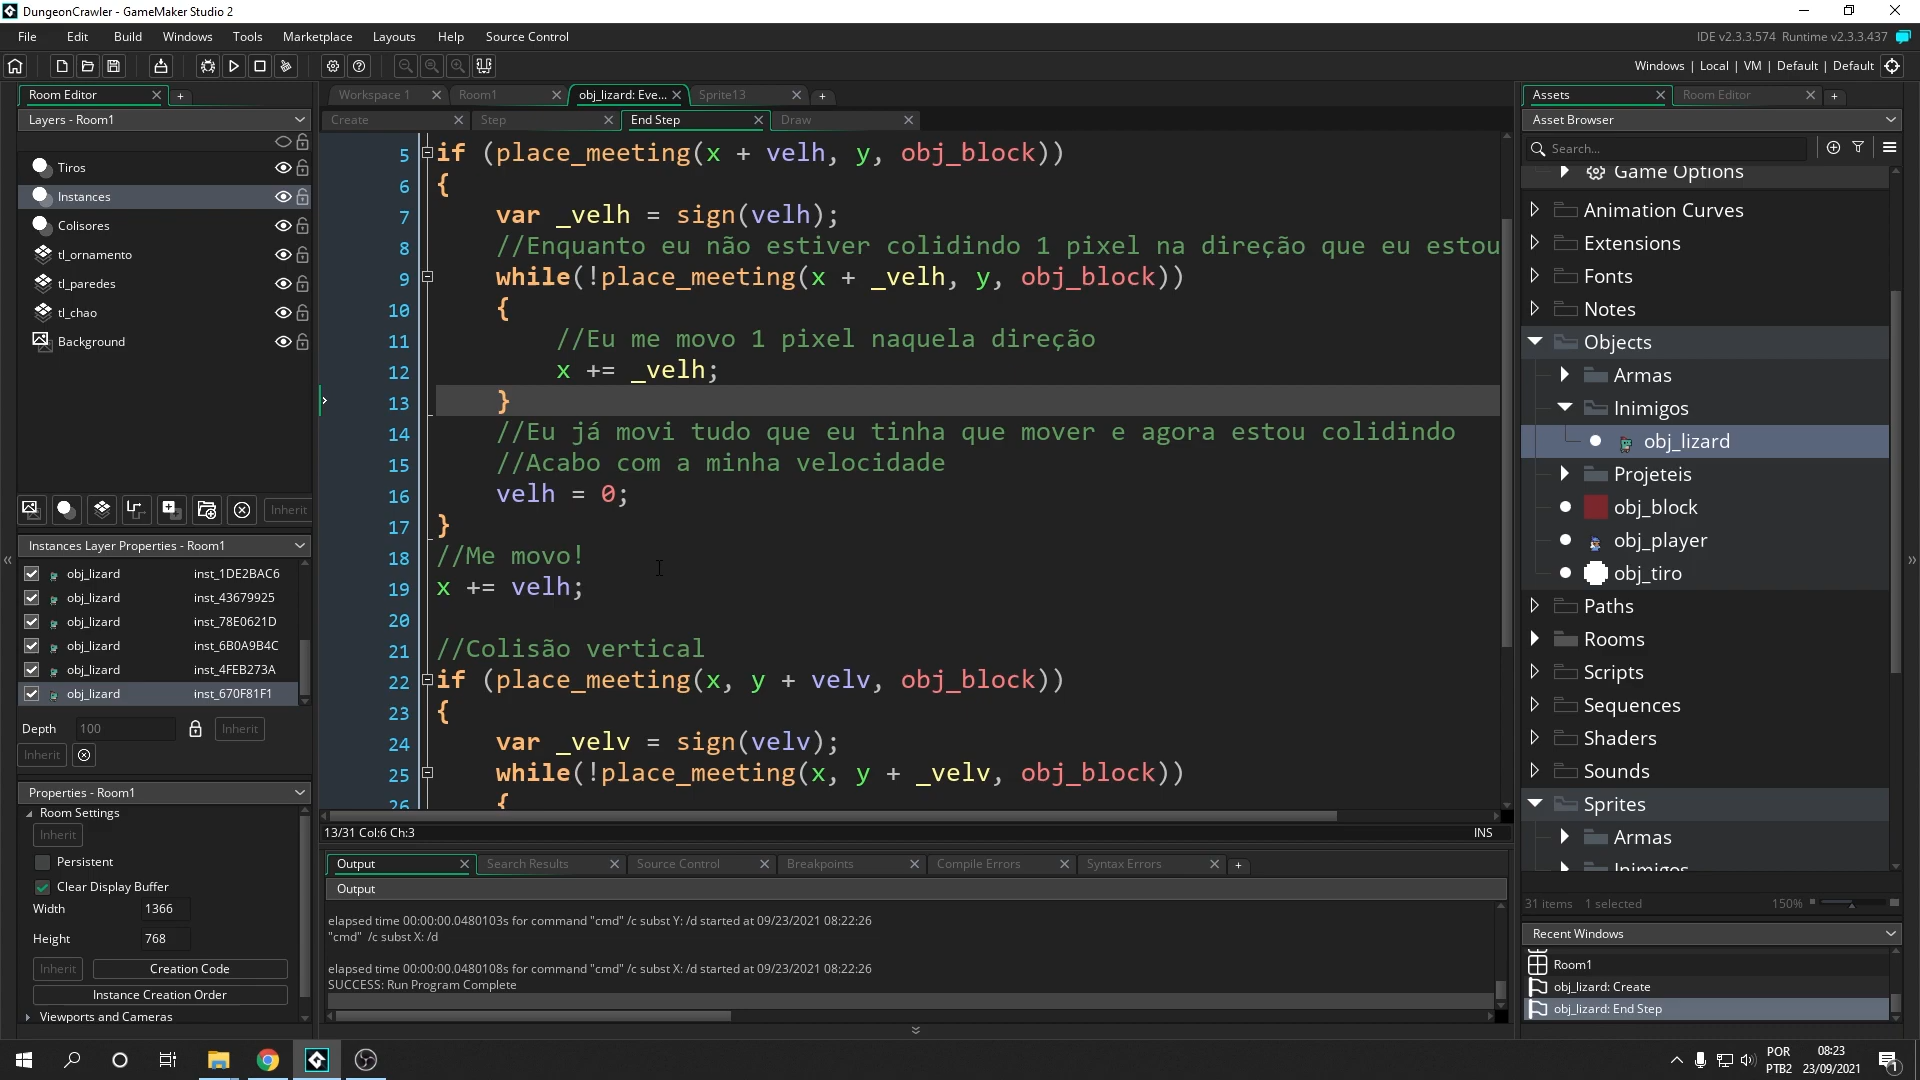 DungeonCrawler - GameMaker Studio 2
File Edit Build Windows Tools Marketplace Layouts Help Source Control
IDE v2.3.3.574 Runtime v2.3.3.437
Windows | Local | VM | Default | Default
Room Editor
Layers - Room1
Tiros
Instances
Colisores
tl_ornamento
tl_paredes
tl_chao
Background
Inherit
Instances Layer Properties - Room1
obj_lizard inst_1DE2BAC6
obj_lizard inst_43679925
obj_lizard inst_78E0621D
obj_lizard inst_6B0A9B4C
obj_lizard inst_4FEB273A
obj_lizard inst_670F81F1
Depth 100 Inherit
Inherit
Properties - Room1
Room Settings
Inherit
Persistent
Clear Display Buffer
Width 1366
Height 768
Inherit Creation Code
Instance Creation Order
Viewports and Cameras
Workspace 1 Room1 obj_lizard: Eve... Sprite13
Create Step End Step Draw
5 if (place_meeting(x + velh, y, obj_block))
6 {
7 var _velh = sign(velh);
8 //Enquanto eu não estiver colidindo 1 pixel na direção que eu estou
9 while(!place_meeting(x + _velh, y, obj_block))
10 {
11 //Eu me movo 1 pixel naquela direção
12 x += _velh;
13 }
14 //Eu já movi tudo que eu tinha que mover e agora estou colidindo
15 //Acabo com a minha velocidade
16 velh = 0;
17 }
18 //Me movo!
19 x += velh;
20
21 //Colisão vertical
22 if (place_meeting(x, y + velv, obj_block))
23 {
24 var _velv = sign(velv);
25 while(!place_meeting(x, y + _velv, obj_block))
26 {
13/31 Col:6 Ch:3 INS
Output Search Results Source Control Breakpoints Compile Errors Syntax Errors
Output
elapsed time 00:00:00.0480103s for command "cmd" /c subst Y: /d started at 09/23/2021 08:22:26
"cmd" /c subst X: /d
elapsed time 00:00:00.0480108s for command "cmd" /c subst X: /d started at 09/23/2021 08:22:26
SUCCESS: Run Program Complete
Assets Room Editor
Asset Browser
Search...
Game Options
Animation Curves
Extensions
Fonts
Notes
Objects
Armas
Inimigos
obj_lizard
Projeteis
obj_block
obj_player
obj_tiro
Paths
Rooms
Scripts
Sequences
Shaders
Sounds
Sprites
Armas
Inimigos
31 items 1 selected 150%
Recent Windows
Room1
obj_lizard: Create
obj_lizard: End Step
POR
PTB2
08:23
23/09/2021
1